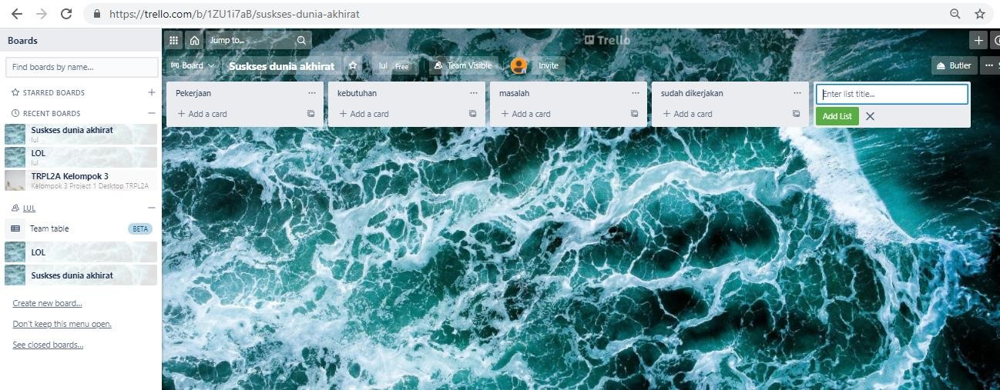 https://trello.com/b/1ZU1i7aB/suskses-dunia-akhirat
Boards
Jump to...
Trello
Find boards by name...
Board
Suskses dunia akhirat
lul Free
Team Visible
Invite
Butler
STARRED BOARDS
RECENT BOARDS
Suskses dunia akhirat
lul
LOL
lul
TRPL2A Kelompok 3
Kelompok 3 Project 1 Desktop TRPL2A
LUL
Team table BETA
LOL
Suskses dunia akhirat
Create new board...
Don't keep this menu open.
See closed boards...
Pekerjaan
Add a card
kebutuhan
Add a card
masalah
Add a card
sudah dikerjakan
Add a card
Enter list title...
Add List